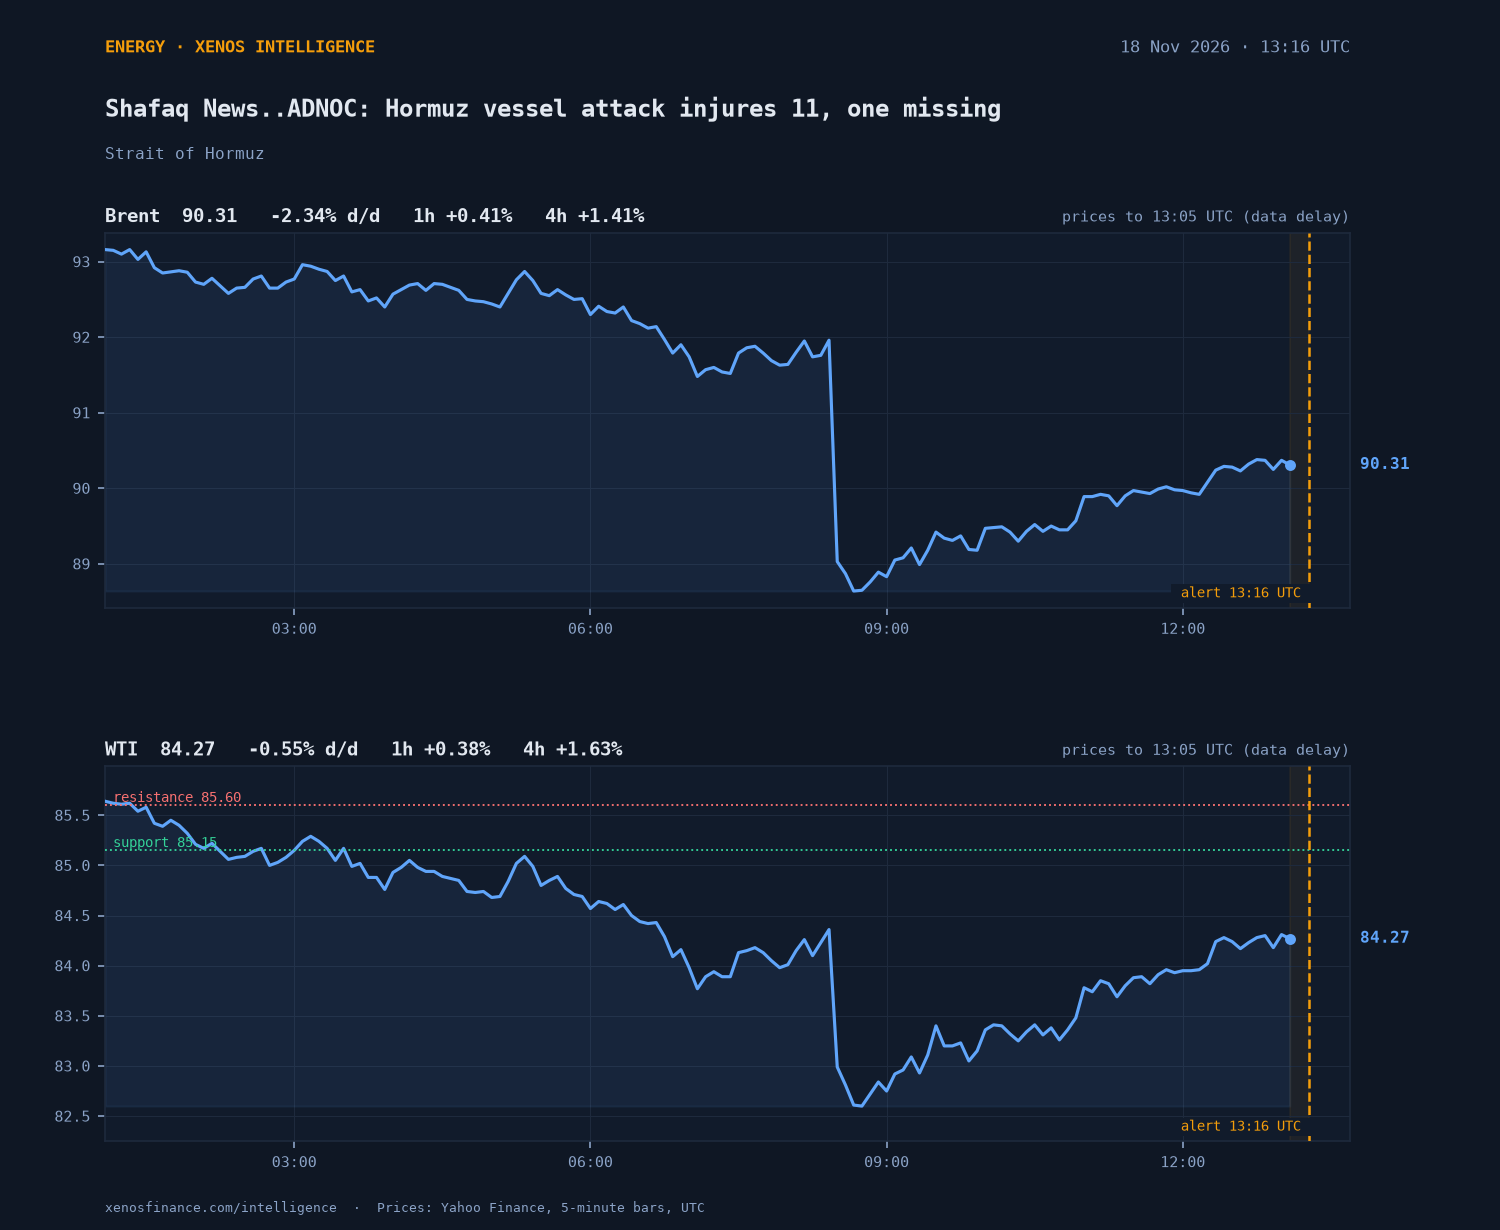 ENERGY · XENOS INTELLIGENCE
18 Nov 2026 · 13:16 UTC
Shafaq News..ADNOC: Hormuz vessel attack injures 11, one missing
Strait of Hormuz
Brent 90.31 -2.34% d/d 1h +0.41% 4h +1.41%
prices to 13:05 UTC (data delay)
93
92
91
90
89
90.31
alert 13:16 UTC
03:00 06:00 09:00 12:00
WTI 84.27 -0.55% d/d 1h +0.38% 4h +1.63%
prices to 13:05 UTC (data delay)
resistance 85.60
85.5
support 85.15
85.0
84.5
84.27
84.0
83.5
83.0
82.5
alert 13:16 UTC
03:00 06:00 09:00 12:00
xenosfinance.com/intelligence · Prices: Yahoo Finance, 5-minute bars, UTC